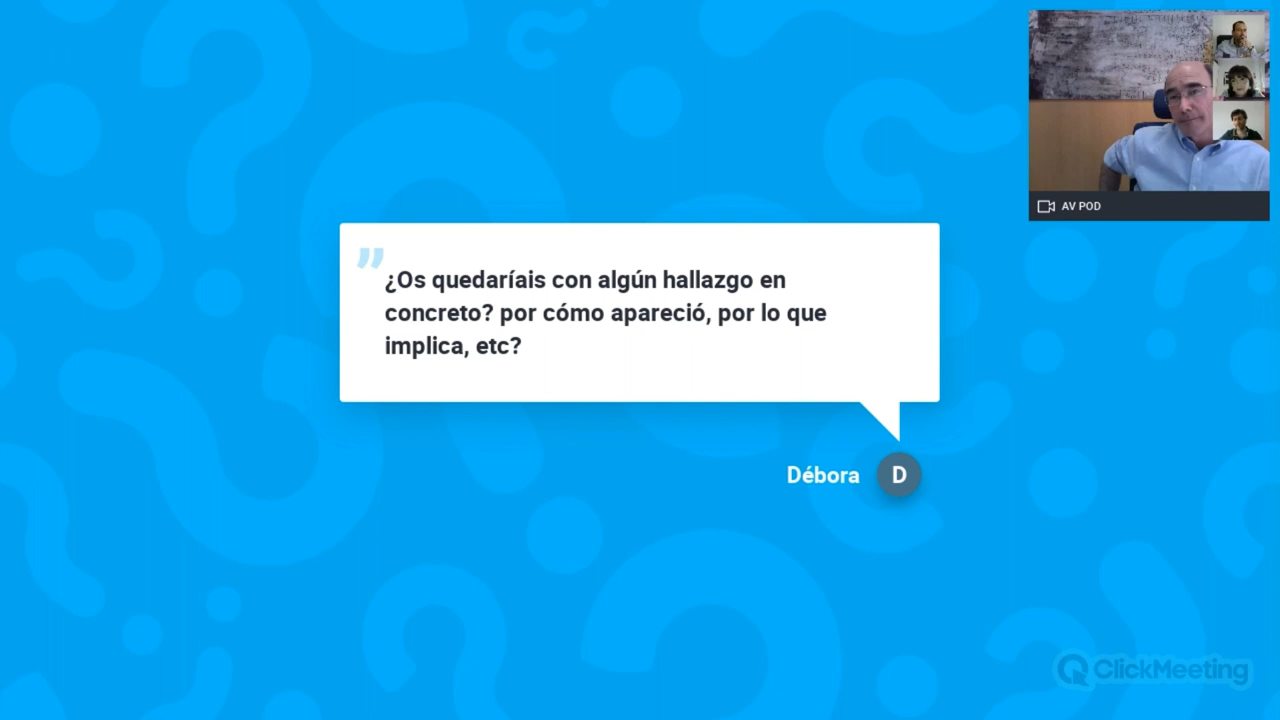 AV POD
"
¿Os quedaríais con algún hallazgo en
concreto? por cómo apareció, por lo que
implica, etc?
Débora D
ClickMeeting